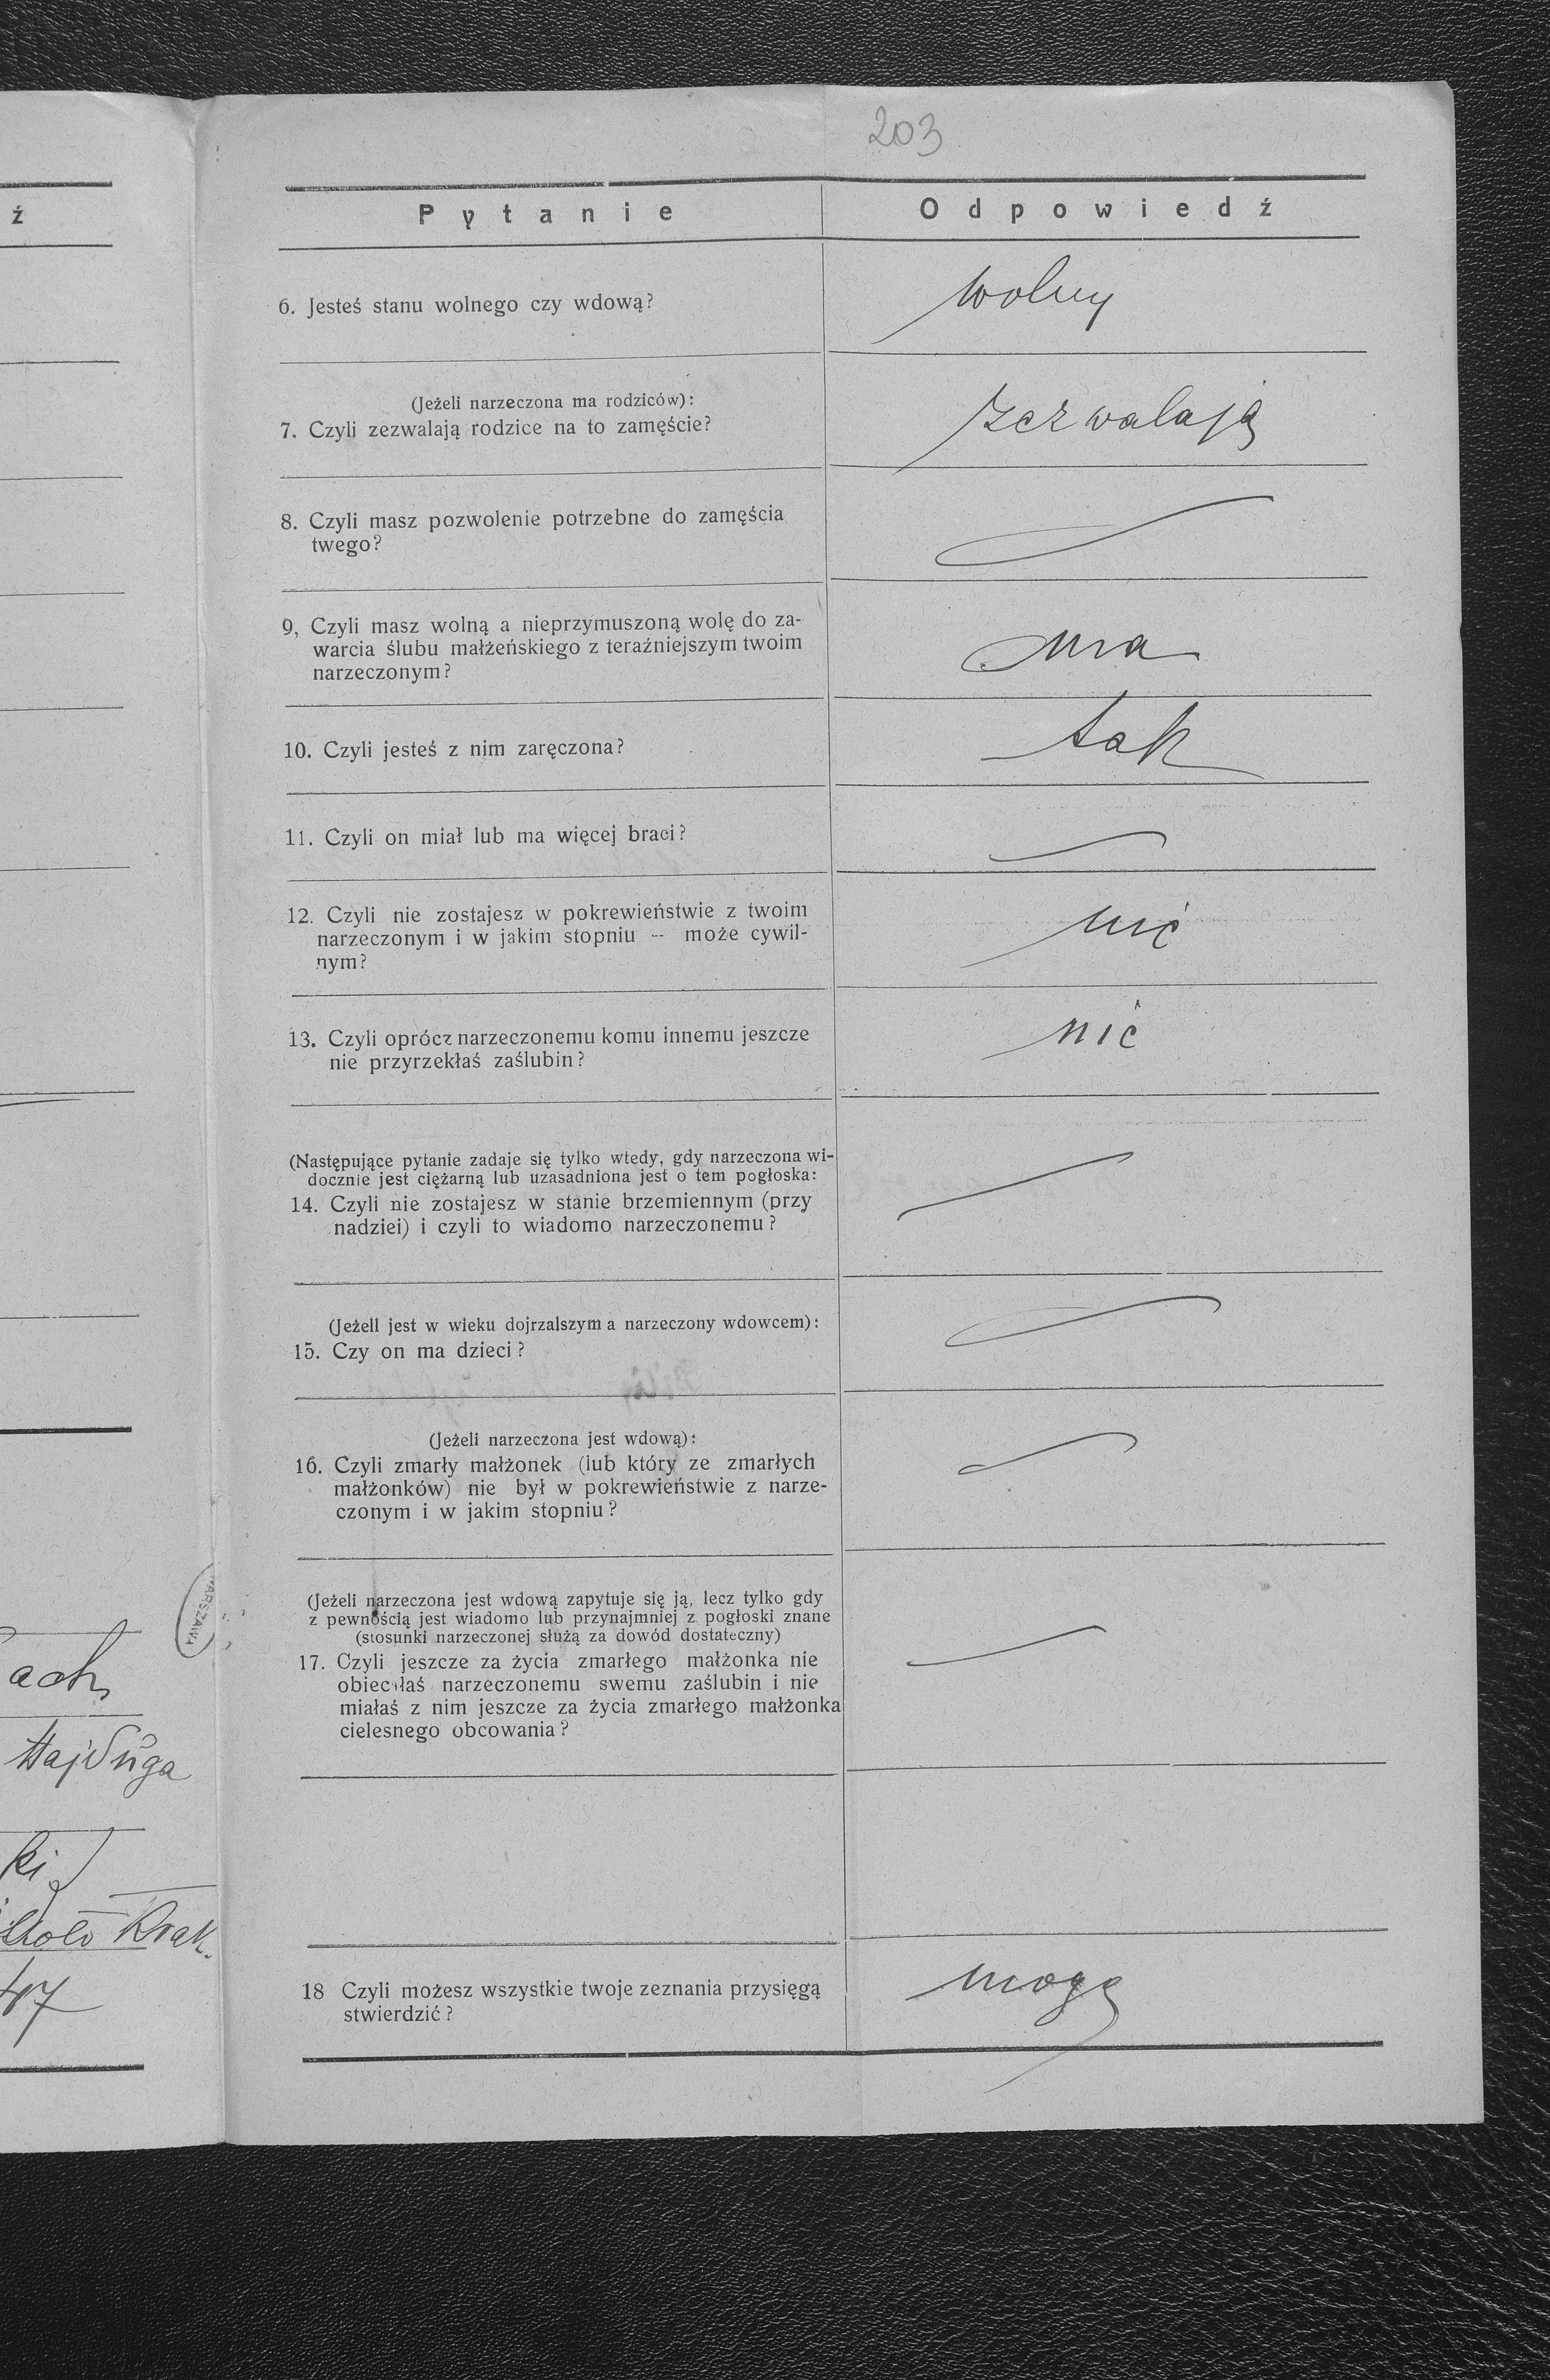 203
ź
Pytanie Odpowiedź
6. Jesteś stanu wolnego czy wdową? wolny
(Jeżeli narzeczona ma rodziców):
7. Czyli zezwalają rodzice na to zamęście? zezwalają
8. Czyli masz pozwolenie potrzebne do zamęścia
twego?
9, Czyli masz wolną a nieprzymuszoną wolę do za-
warcia ślubu małżeńskiego z teraźniejszym twoim
narzeczonym?
ma
10. Czyli jesteś z nim zaręczona? tak
11. Czyli on miał lub ma więcej braci?
12. Czyli nie zostajesz w pokrewieństwie z twoim
narzeczonym i w jakim stopniu -- może cywil-
nym?
nić
13. Czyli oprócz narzeczonemu komu innemu jeszcze
nie przyrzekłaś zaślubin?
nić
(Następujące pytanie zadaje się tylko wtedy, gdy narzeczona wi-
docznie jest ciężarną lub uzasadniona jest o tem pogłoska:
14. Czyli nie zostajesz w stanie brzemiennym (przy
nadziei) i czyli to wiadomo narzeczonemu?
(Jeżeli jest w wieku dojrzalszym a narzeczony wdowcem):
15. Czy on ma dzieci?
(Jeżeli narzeczona jest wdową):
16. Czyli zmarły małżonek (lub który ze zmarłych
małżonków) nie był w pokrewieństwie z narze-
czonym i w jakim stopniu?
(Jeżeli narzeczona jest wdową zapytuje się ją, lecz tylko gdy
z pewnością jest wiadomo lub przynajmniej z pogłoski znane
(stosunki narzeczonej służą za dowód dostateczny)
17. Czyli jeszcze za życia zmarłego małżonka nie
obiecałaś narzeczonemu swemu zaślubin i nie
miałaś z nim jeszcze za życia zmarłego małżonka
cielesnego obcowania?
18 Czyli możesz wszystkie twoje zeznania przysięgą
stwierdzić?
mogę
WARSZAWA
ach
Hajduga
ki
Krak.